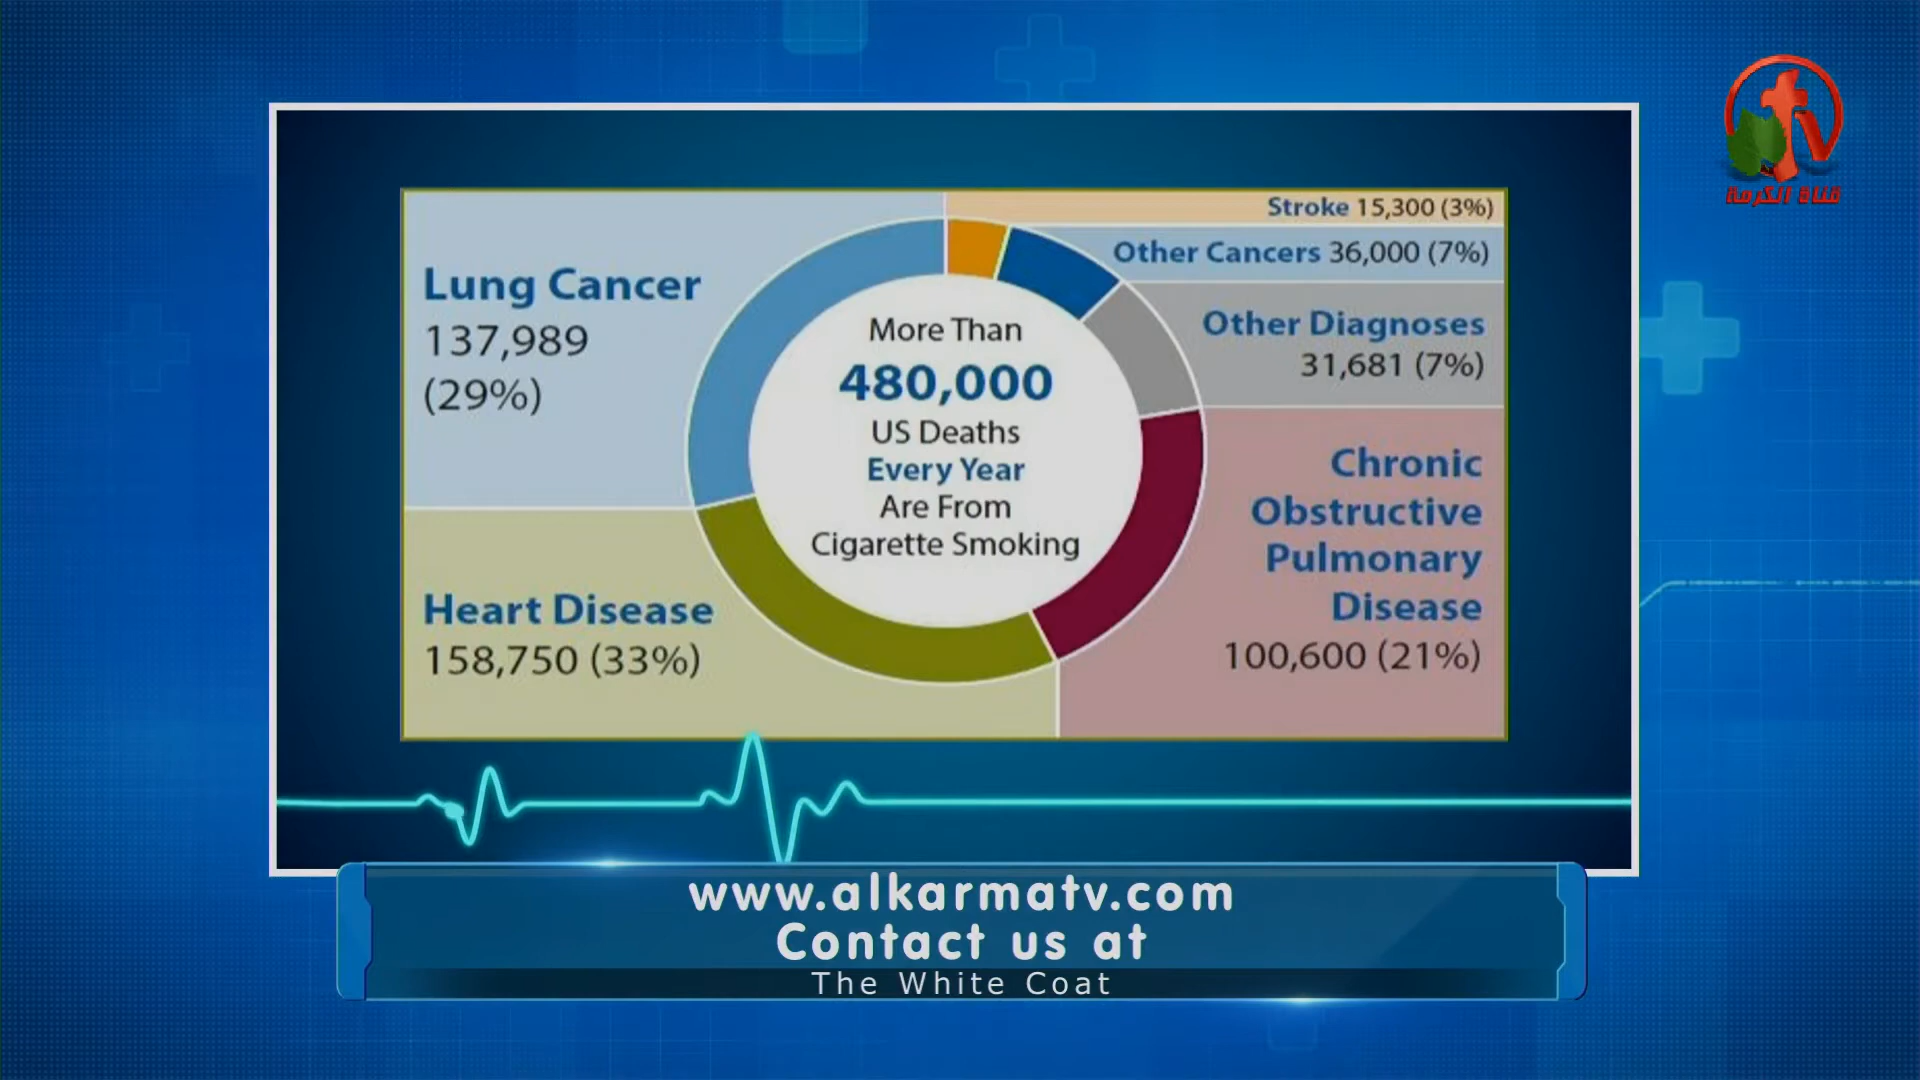 Lung Cancer
137,989
(29%)
Heart Disease
158,750 (33%)
More Than
480,000
US Deaths
Every Year
Are From
Cigarette Smoking
Stroke 15,300 (3%)
Other Cancers 36,000 (7%)
Other Diagnoses
31,681 (7%)
Chronic
Obstructive
Pulmonary
Disease
100,600 (21%)
www.alkarmatv.com
Contact us at
The White Coat
tv
قناة الكرمة